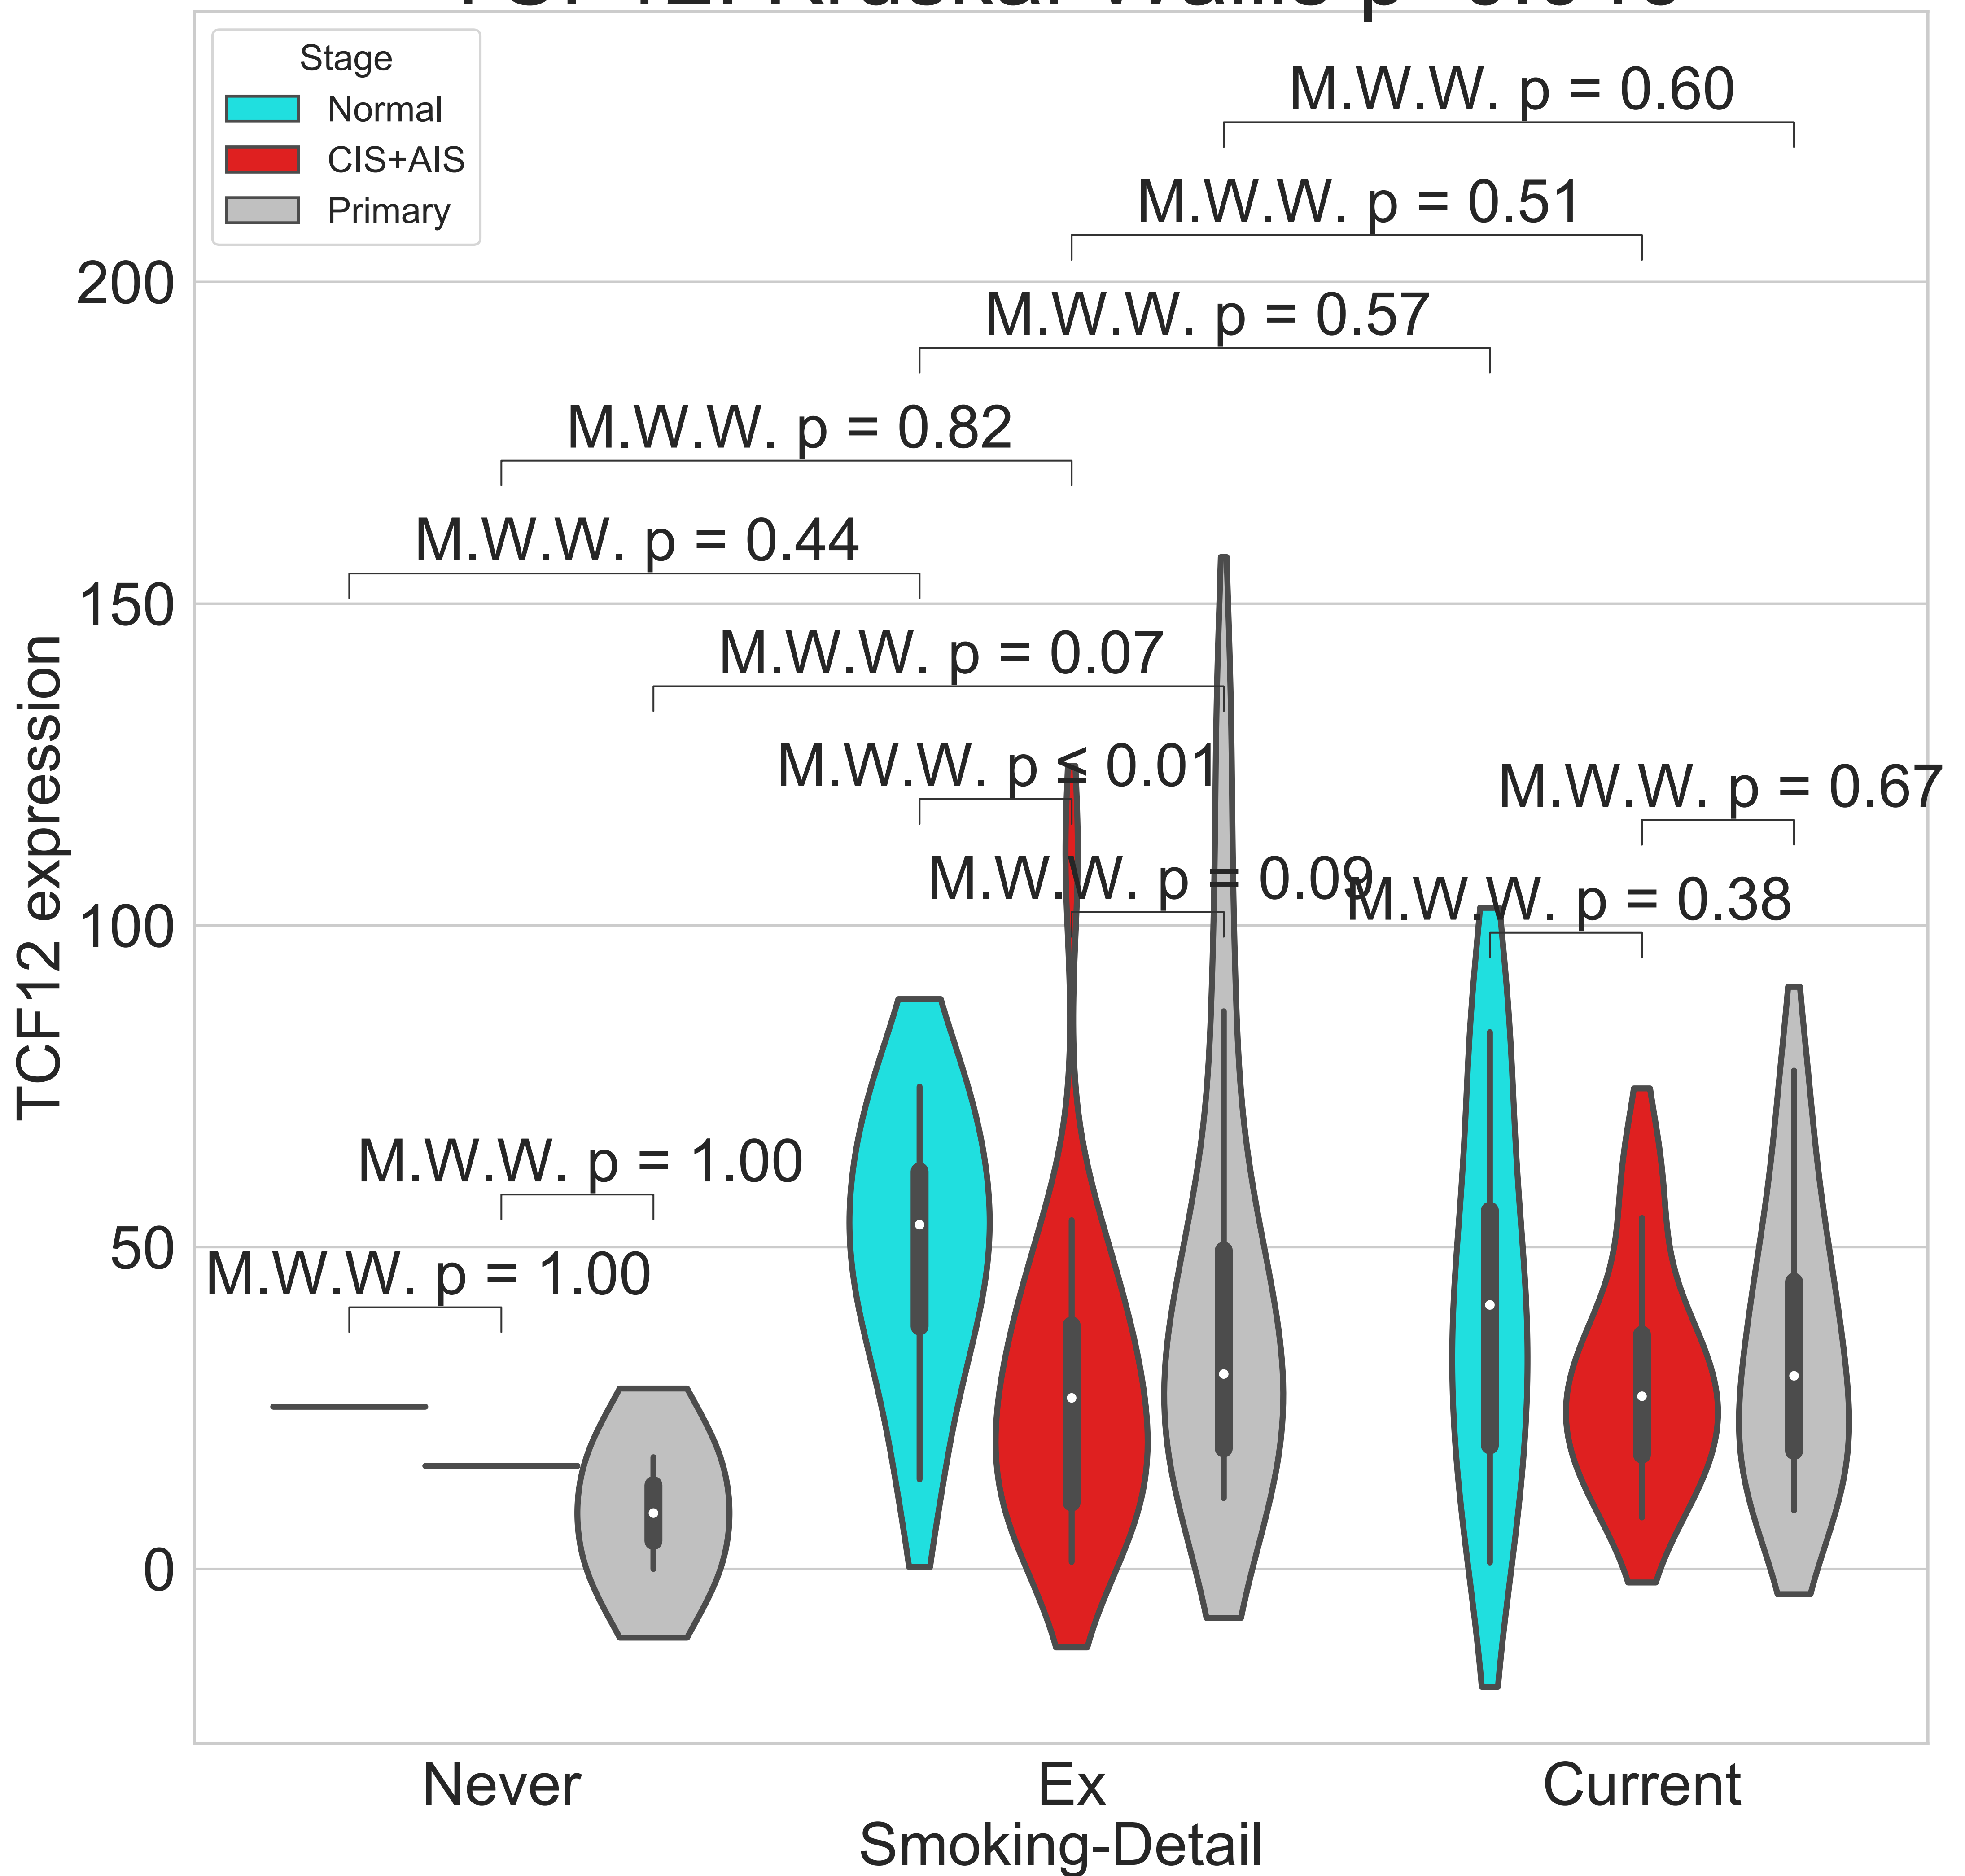 Stage
Normal
CIS+AIS
Primary
M.W.W. p = 0.60
M.W.W. p = 0.51
M.W.W. p = 0.57
M.W.W. p = 0.82
M.W.W. p = 0.44
M.W.W. p = 0.07
M.W.W. p ≤ 0.01
M.W.W. p = 0.67
M.W.W. p = 0.09
M.W.W. p = 0.38
M.W.W. p = 1.00
M.W.W. p = 1.00
200
150
100
50
0
TCF12 expression
Never
Ex
Current
Smoking-Detail